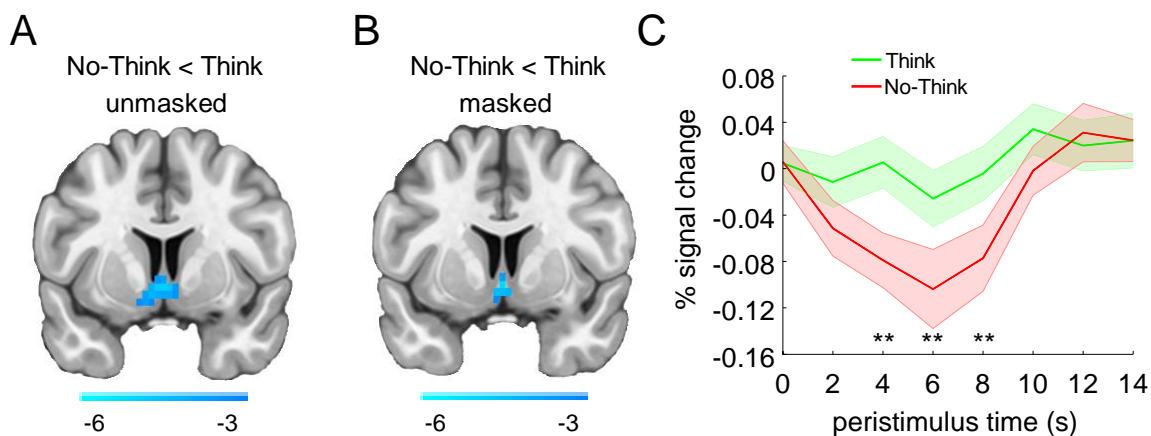 A
No-Think < Think
unmasked
-6
-3
B
No-Think < Think
masked
-6
-3
C
Think
No-Think
0.08
0.04
0
-0.04
-0.08
-0.12
-0.16
% signal change
** ** **
0 2 4 6 8 10 12 14
peristimulus time (s)